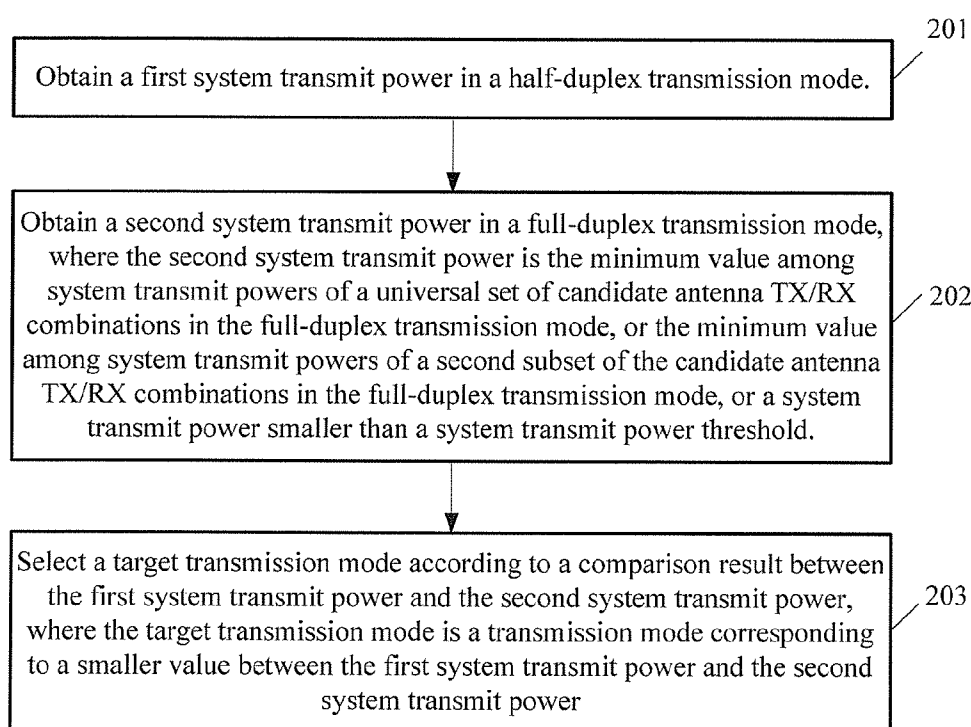 201
Obtain a first system transmit power in a half-duplex transmission mode.
Obtain a second system transmit power in a full-duplex transmission mode,
where the second system transmit power is the minimum value among
system transmit powers of a universal set of candidate antenna TX/RX
combinations in the full-duplex transmission mode, or the minimum value
among system transmit powers of a second subset of the candidate antenna
TX/RX combinations in the full-duplex transmission mode, or a system
transmit power smaller than a system transmit power threshold.
202
Select a target transmission mode according to a comparison result between
the first system transmit power and the second system transmit power,
where the target transmission mode is a transmission mode corresponding
to a smaller value between the first system transmit power and the second
system transmit power
203